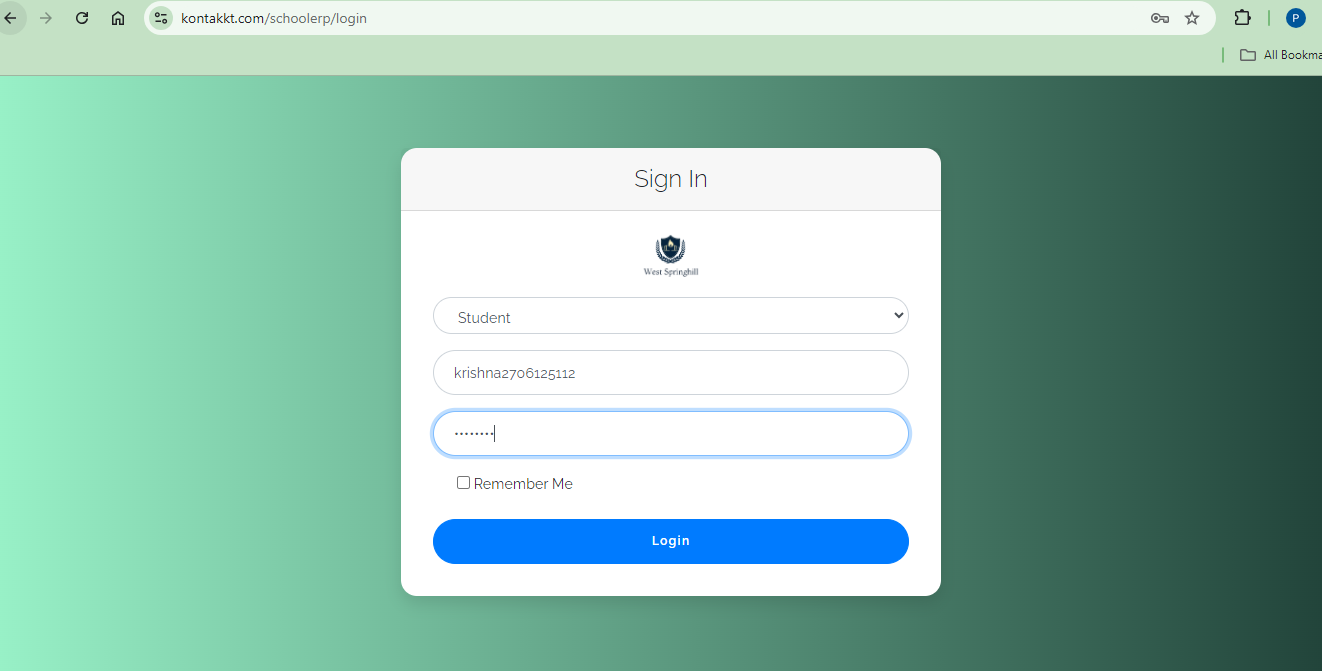 kontakkt.com/schoolerp/login
P
All Bookma
Sign In
West Springhill
Student
krishna2706125112
••••••••
Remember Me
Login